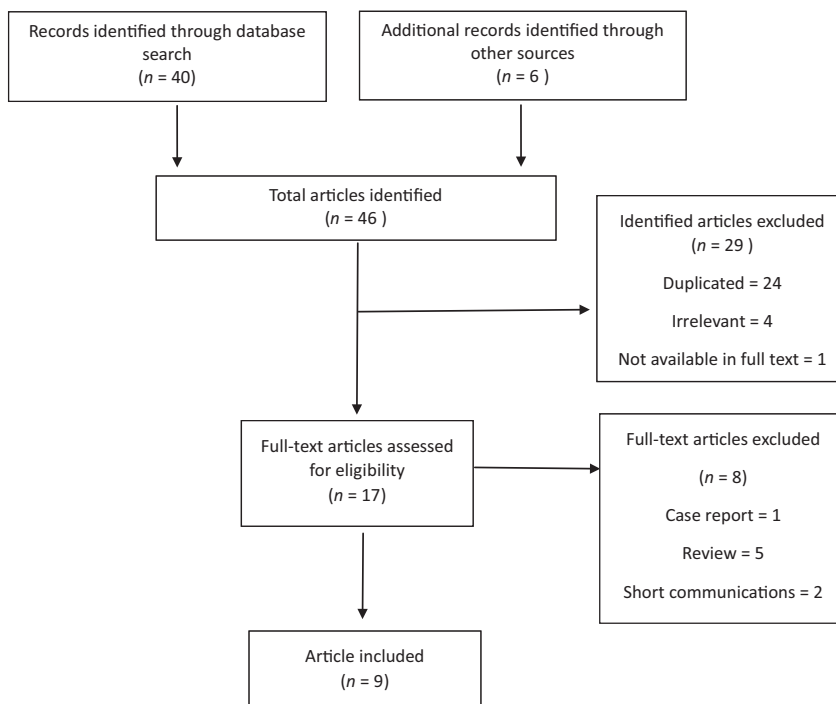 Records identified through database
search
(n = 40)
Additional records identified through
other sources
(n = 6 )
Total articles identified
(n = 46 )
Identified articles excluded
(n = 29 )
Duplicated = 24
Irrelevant = 4
Not available in full text = 1
Full-text articles assessed
for eligibility
(n = 17)
Full-text articles excluded
(n = 8)
Case report = 1
Review = 5
Short communications = 2
Article included
(n = 9)